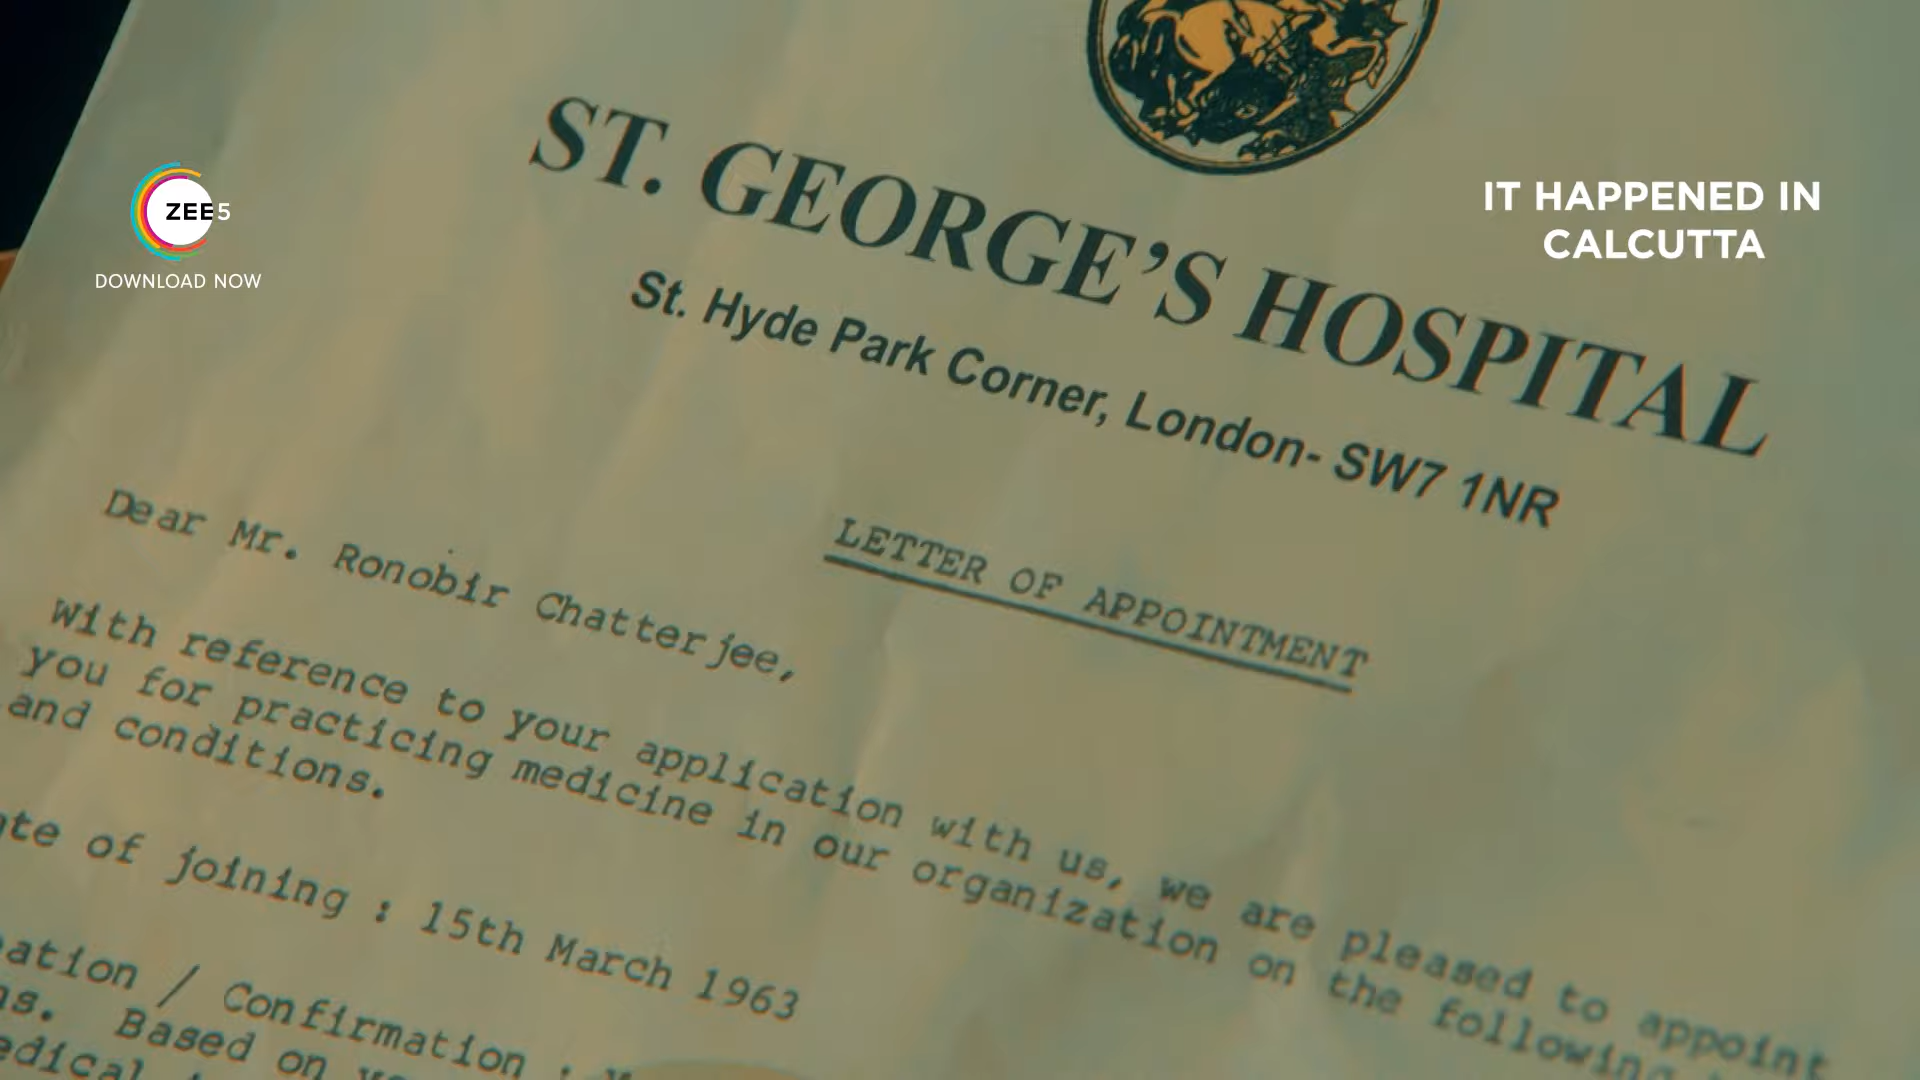 ZEE5
DOWNLOAD NOW
IT HAPPENED IN
CALCUTTA
ST. GEORGE'S HOSPITAL
St. Hyde Park Corner, London- SW7 1NR
LETTER OF APPOINTMENT
Dear Mr. Ronobir Chatterjee,
With reference to your application with us, we are pleased to appoint
you for practicing medicine in our organization on the following
and conditions.
of joining : 15th March 1963
/ Confirmation :
Based on